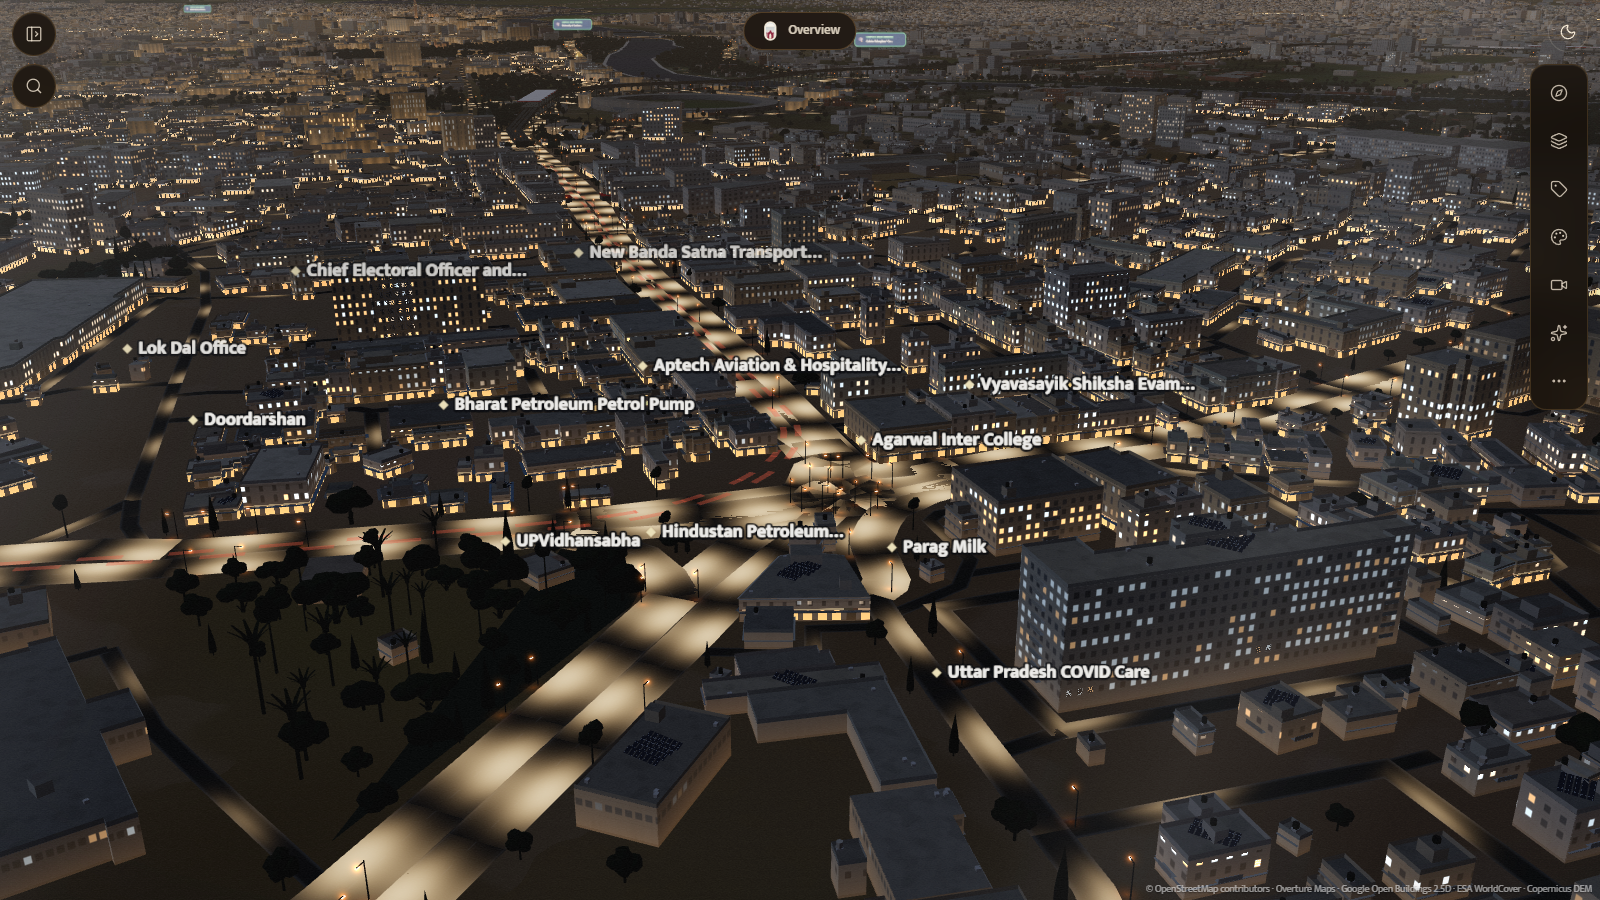 Overview
New Banda Satna Transport...
Chief Electoral Officer and...
Lok Dal Office
Aptech Aviation & Hospitality...
Vyavasayik Shiksha Evam...
Bharat Petroleum Petrol Pump
Doordarshan
Agarwal Inter College
UPVidhansabha
Hindustan Petroleum...
Parag Milk
Uttar Pradesh COVID Care
© OpenStreetMap contributors · Overture Maps · Google Open Buildings 2.5D · ESA WorldCover · Copernicus DEM